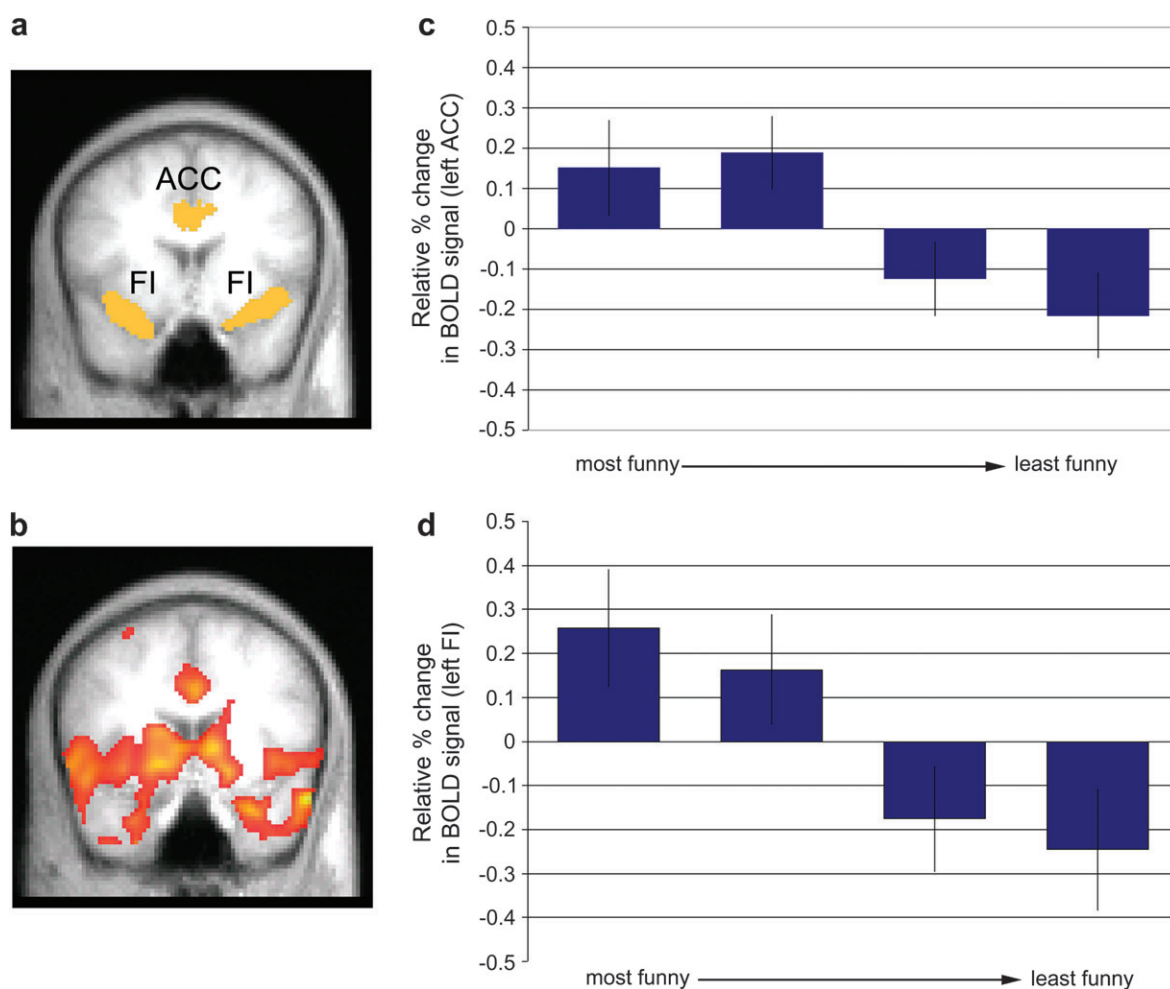 a
ACC
FI FI
c
Relative % change
in BOLD signal (left ACC)
0.5
0.4
0.3
0.2
0.1
0
-0.1
-0.2
-0.3
-0.4
-0.5
most funny least funny
b
d
Relative % change
in BOLD signal (left FI)
0.5
0.4
0.3
0.2
0.1
0
-0.1
-0.2
-0.3
-0.4
-0.5
most funny least funny